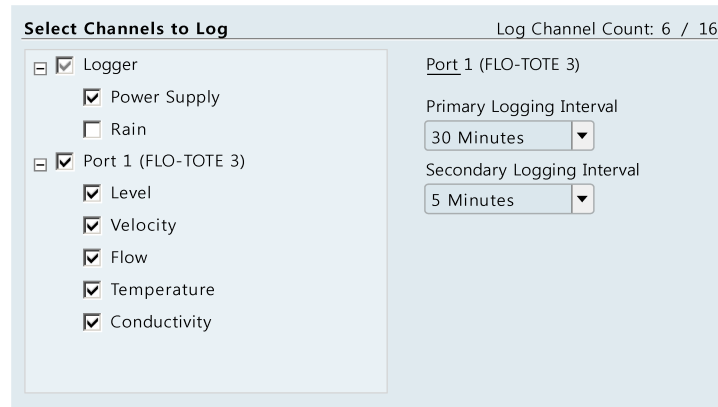 Select Channels to Log
Log Channel Count: 6 / 16
Logger
Power Supply
Rain
Port 1 (FLO-TOTE 3)
Level
Velocity
Flow
Temperature
Conductivity
Port 1 (FLO-TOTE 3)
Primary Logging Interval
30 Minutes
Secondary Logging Interval
5 Minutes